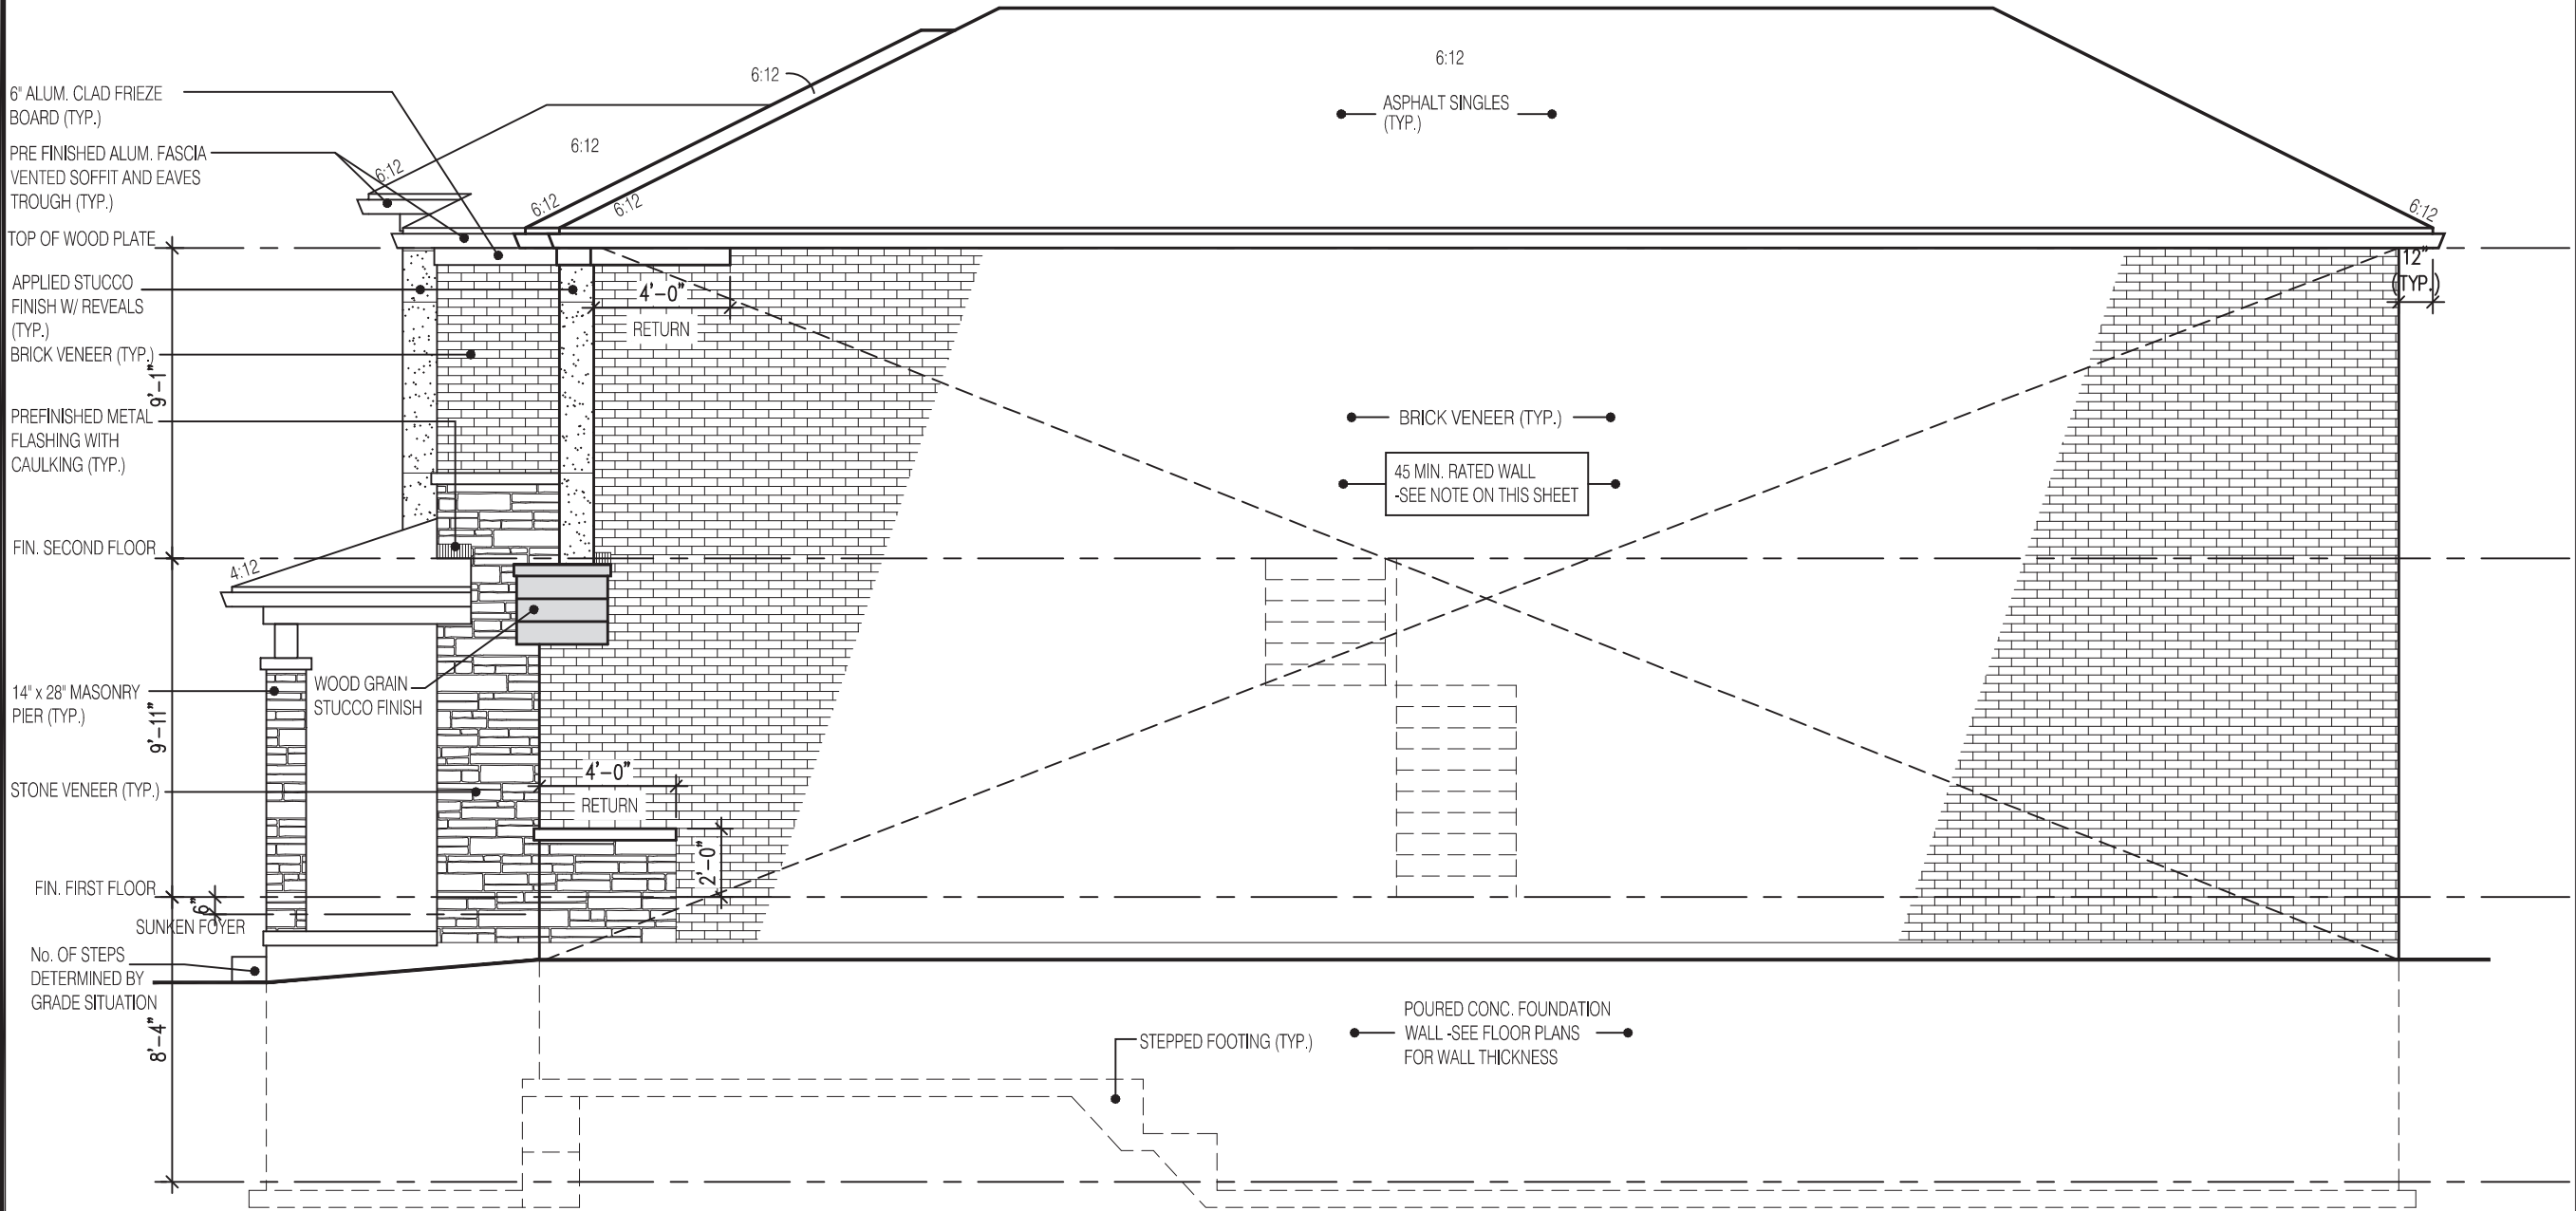 6:12
6:12
ASPHALT SINGLES
(TYP.)
6" ALUM. CLAD FRIEZE
BOARD (TYP.)
6:12
PRE FINISHED ALUM. FASCIA
VENTED SOFFIT AND EAVES
TROUGH (TYP.)
6:12
6:12
6:12
6:12
TOP OF WOOD PLATE
12"
(TYP.)
APPLIED STUCCO
FINISH W/ REVEALS
(TYP.)
4'-0"
RETURN
BRICK VENEER (TYP.)
9'-1"
PREFINISHED METAL
FLASHING WITH
CAULKING (TYP.)
BRICK VENEER (TYP.)
45 MIN. RATED WALL
-SEE NOTE ON THIS SHEET
FIN. SECOND FLOOR
4:12
14" x 28" MASONRY
PIER (TYP.)
WOOD GRAIN
STUCCO FINISH
9'-11"
4'-0"
RETURN
STONE VENEER (TYP.)
2'-0"
FIN. FIRST FLOOR
6"
SUNKEN FOYER
No. OF STEPS
DETERMINED BY
GRADE SITUATION
8'-4"
POURED CONC. FOUNDATION
WALL -SEE FLOOR PLANS
FOR WALL THICKNESS
STEPPED FOOTING (TYP.)